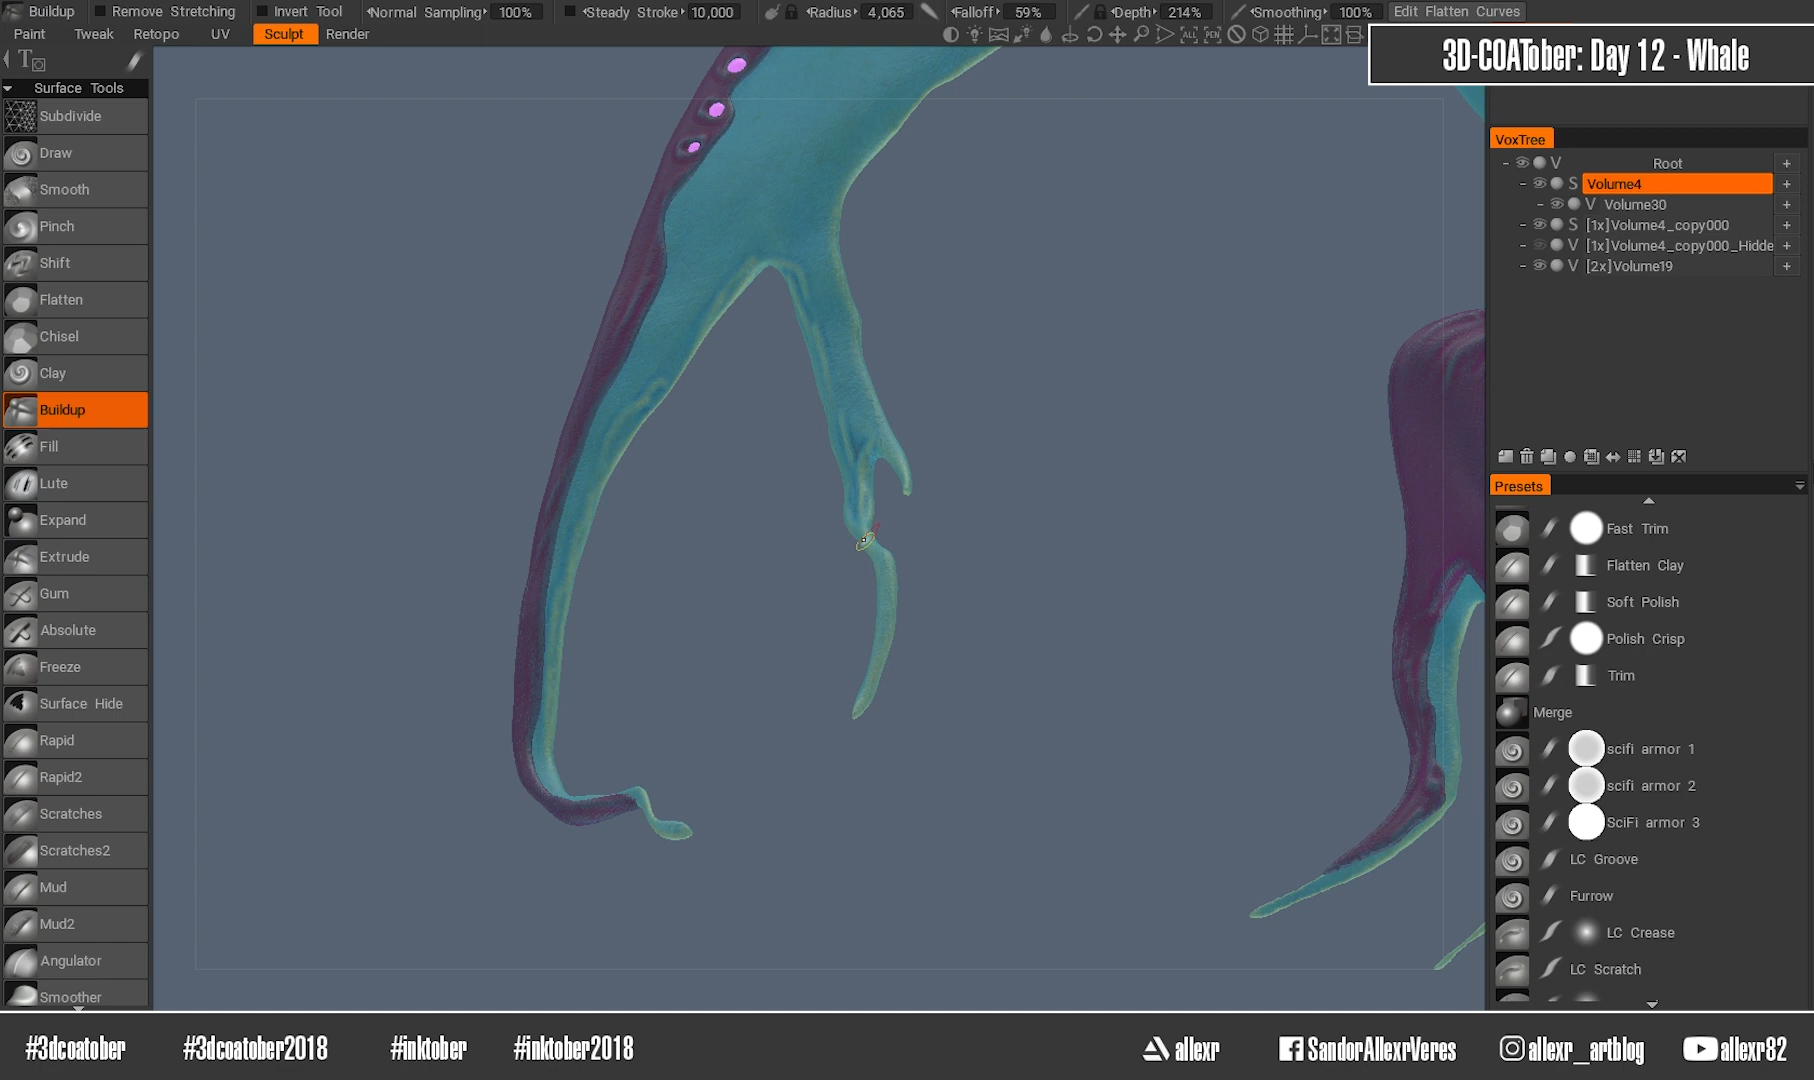 Buildup Remove Stretching Invert Tool Normal Sampling 100% Steady Stroke 10,000 Radius 4,065 Falloff 59% Depth 214% Smoothing 100% Edit Flatten Curves
Paint Tweak Retopo UV Sculpt Render
ALL PEN
3D-COATober: Day 12 - Whale
Surface Tools
Subdivide
Draw
Smooth
Pinch
Shift
Flatten
Chisel
Clay
Buildup
Fill
Lute
Expand
Extrude
Gum
Absolute
Freeze
Surface Hide
Rapid
Rapid2
Scratches
Scratches2
Mud
Mud2
Angulator
Smoother
VoxTree
- V Root +
- S Volume4 +
- V Volume30 +
- S [1x]Volume4_copy000 +
- V [1x]Volume4_copy000_Hidde +
- V [2x]Volume19 +
Presets
Fast Trim
Flatten Clay
Soft Polish
Polish Crisp
Trim
Merge
scifi armor 1
scifi armor 2
SciFi armor 3
LC Groove
Furrow
LC Crease
LC Scratch
#3dcoatober #3dcoatober2018 #inktober #inktober2018 allexr SandorAllexrVeres allexr_artblog allexr82